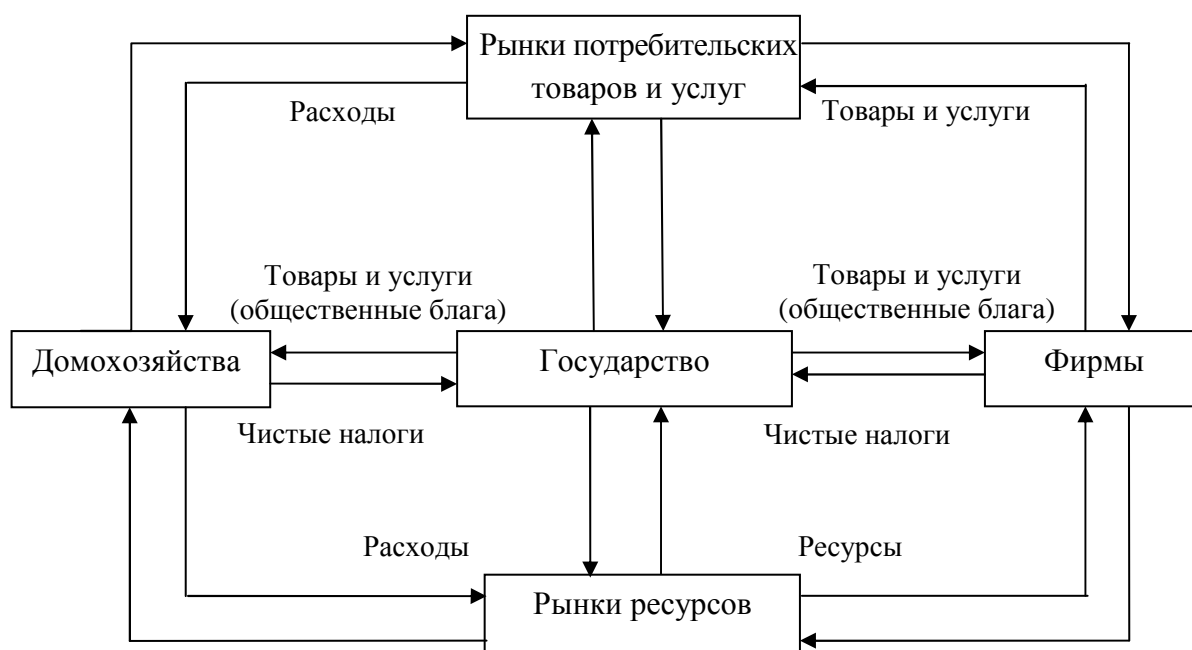 Рынки потребительских
товаров и услуг
Расходы
Товары и услуги
Товары и услуги
(общественные блага)
Товары и услуги
(общественные блага)
Домохозяйства
Государство
Фирмы
Чистые налоги
Чистые налоги
Расходы
Ресурсы
Рынки ресурсов